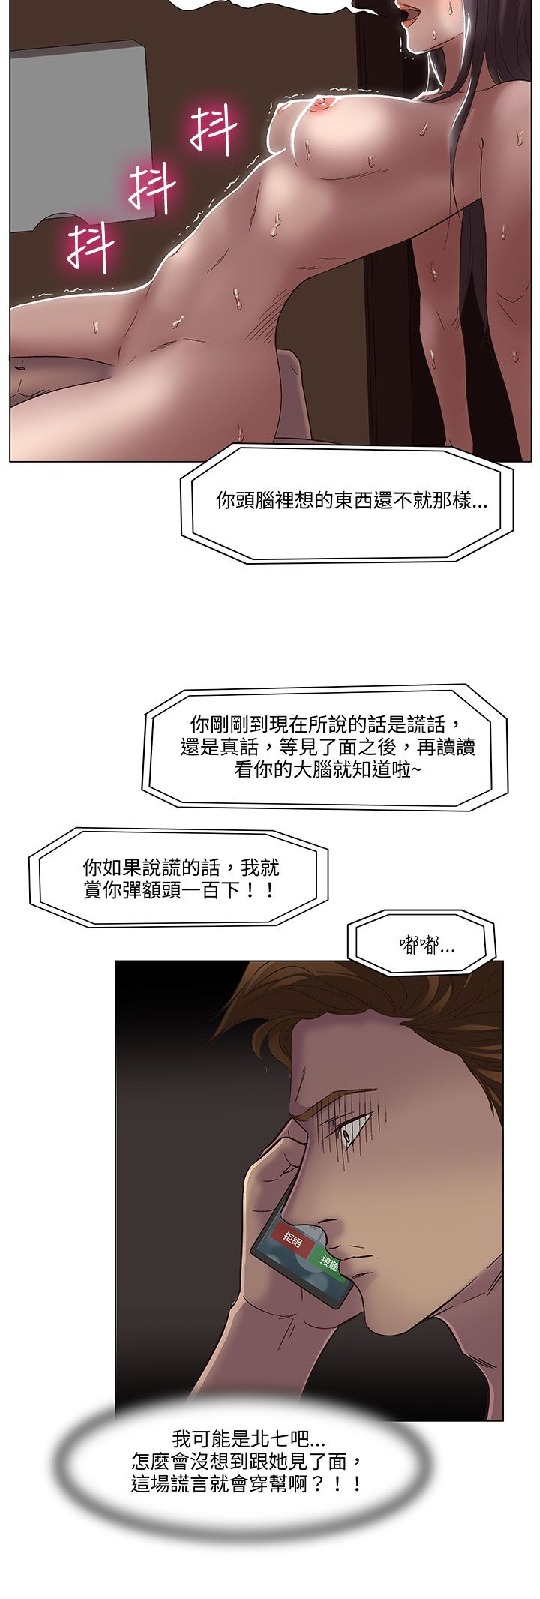 抖
抖
抖
你頭腦裡想的東西還不就那樣...
你剛剛到現在所說的話是謊話，
還是真話，等見了面之後，再讀讀
看你的大腦就知道啦~
你如果說謊的話，我就
賞你彈額頭一百下！！
嘟嘟...
拒絕
我可能是北七吧...
怎麼會沒想到跟她見了面，
這場謊言就會穿幫啊？！！